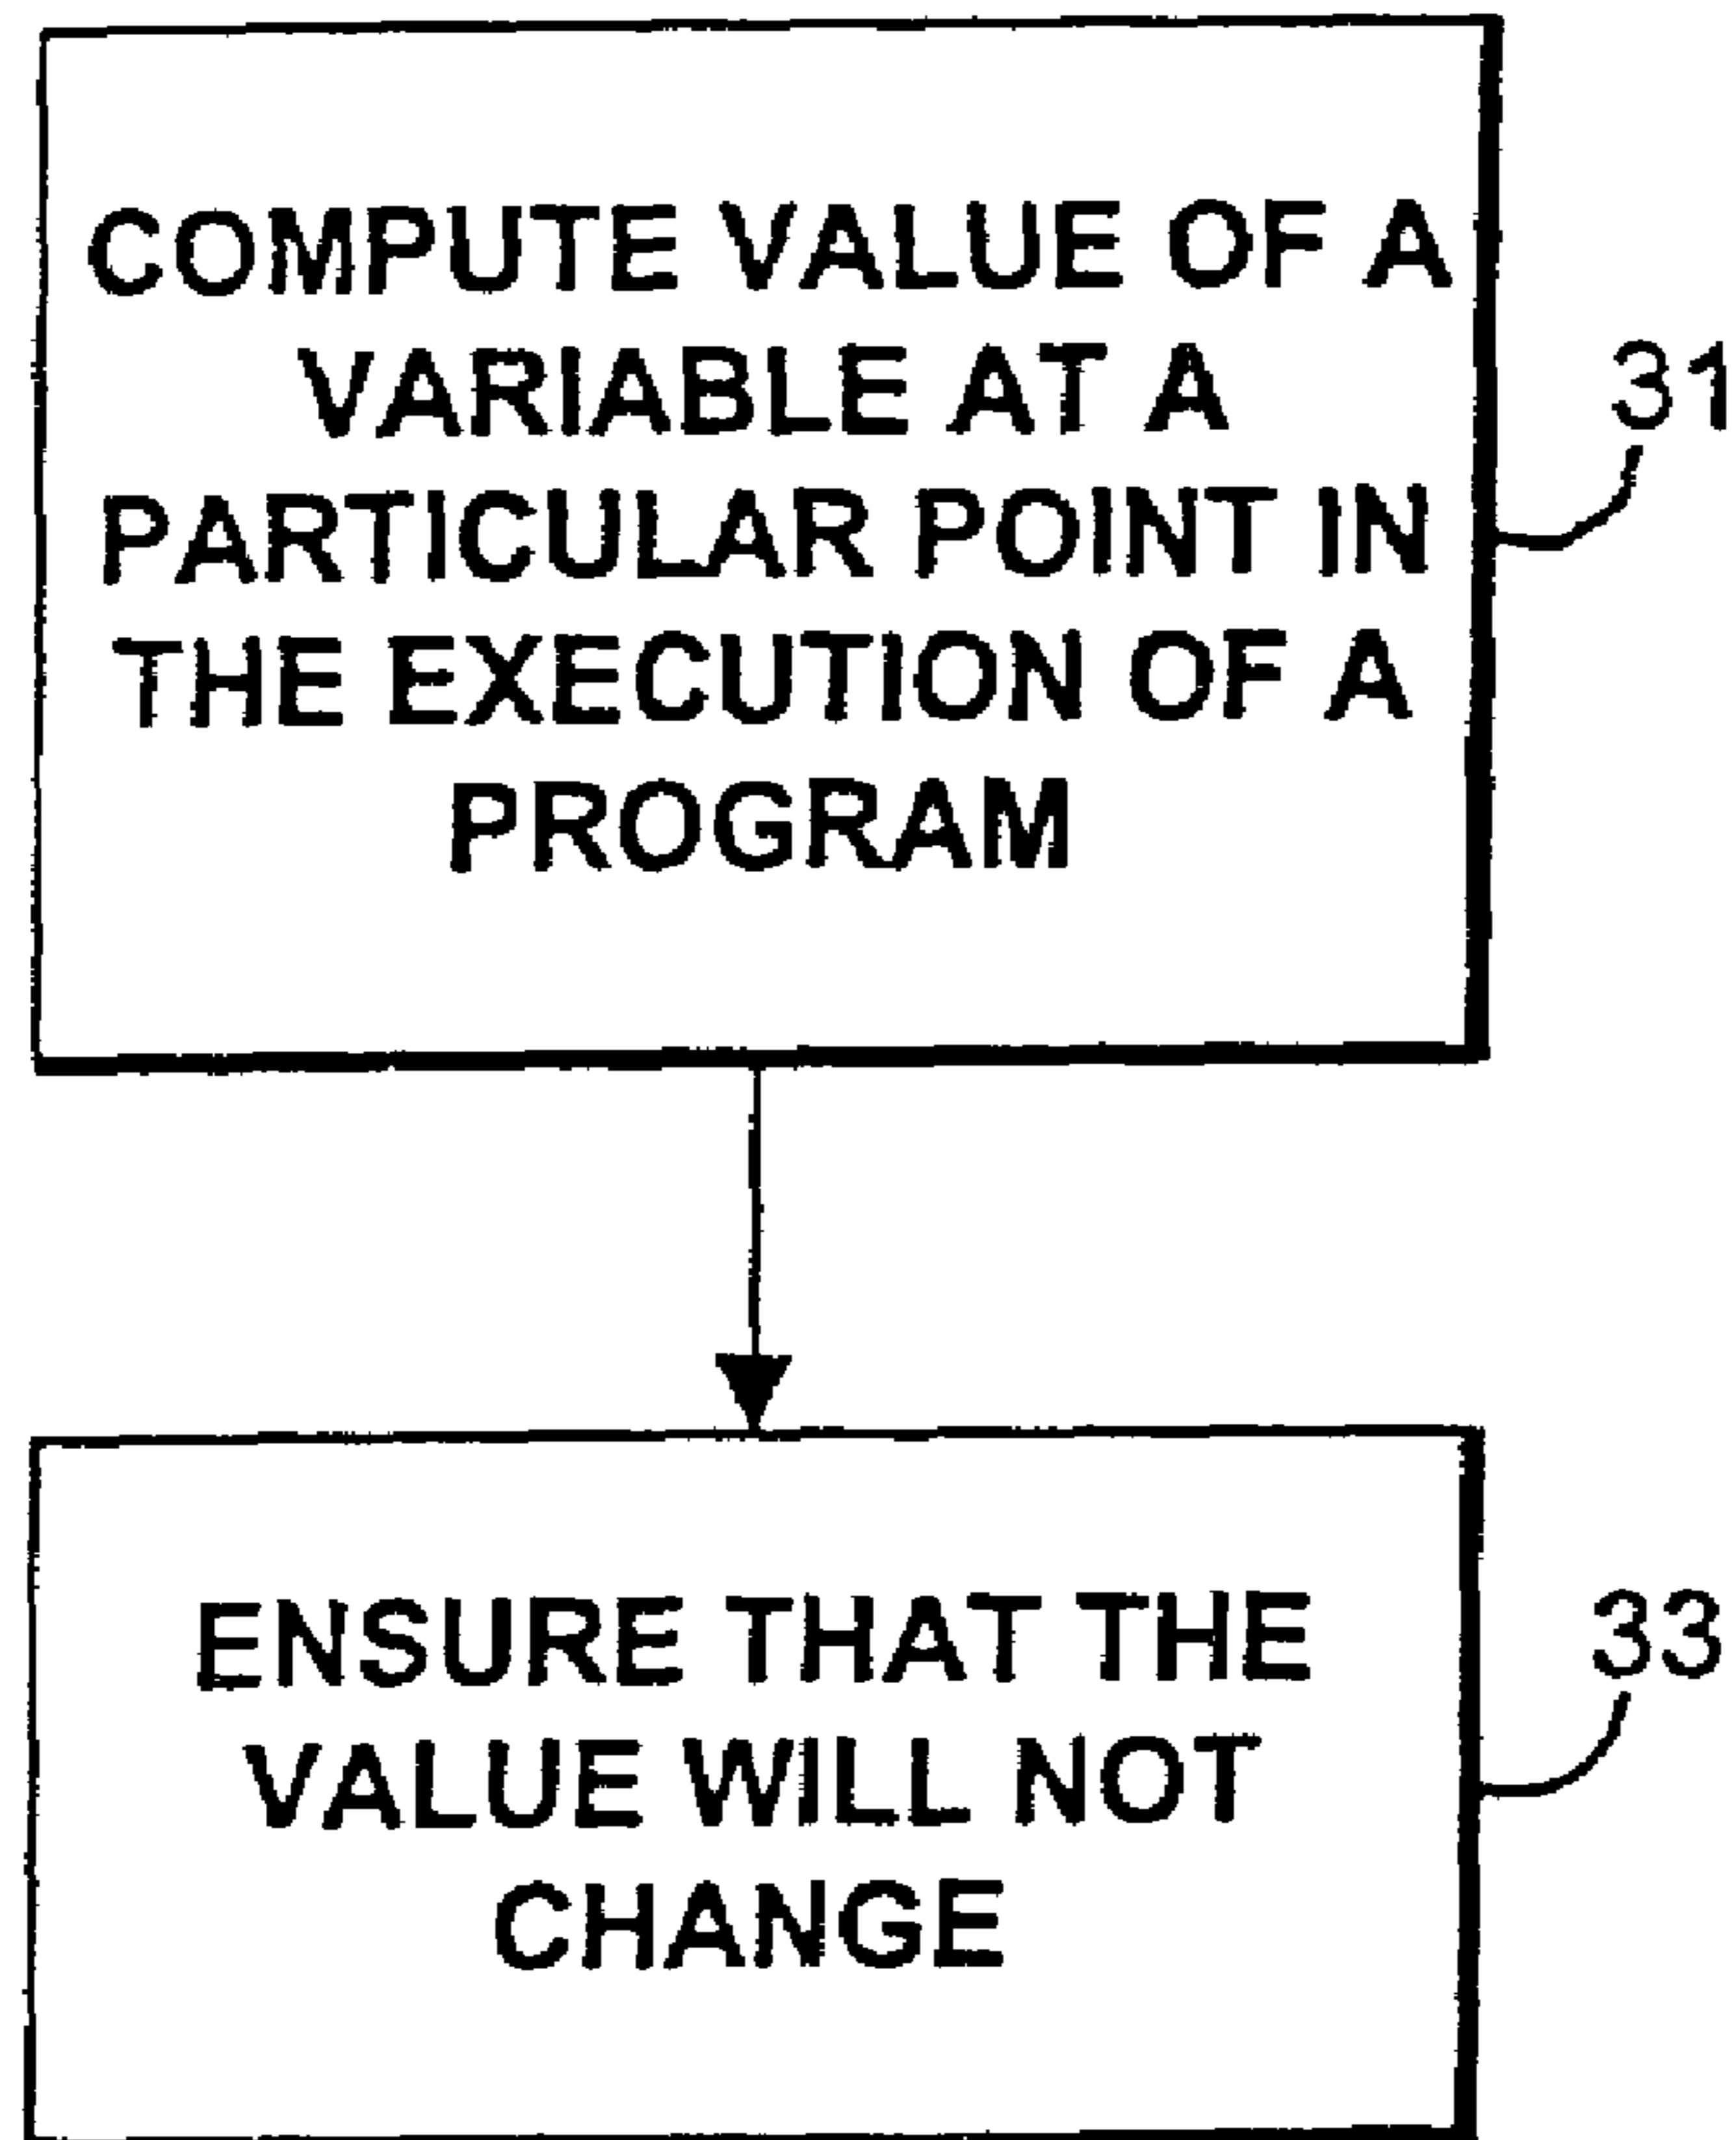 COMPUTE VALUE OF A
VARIABLE AT A
PARTICULAR POINT IN
THE EXECUTION OF A
PROGRAM
31
ENSURE THAT THE
VALUE WILL NOT
CHANGE
33